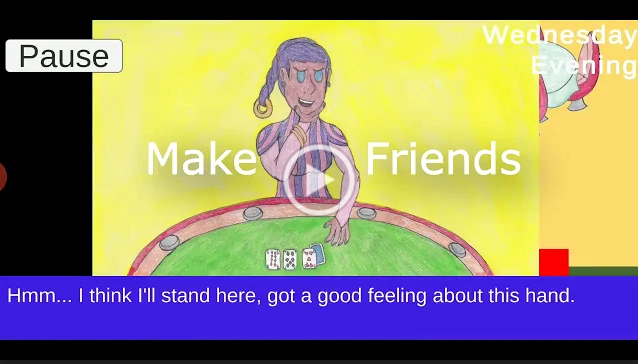 Pause
Wednesday
Evening
Make Friends
Hmm... I think I'll stand here, got a good feeling about this hand.